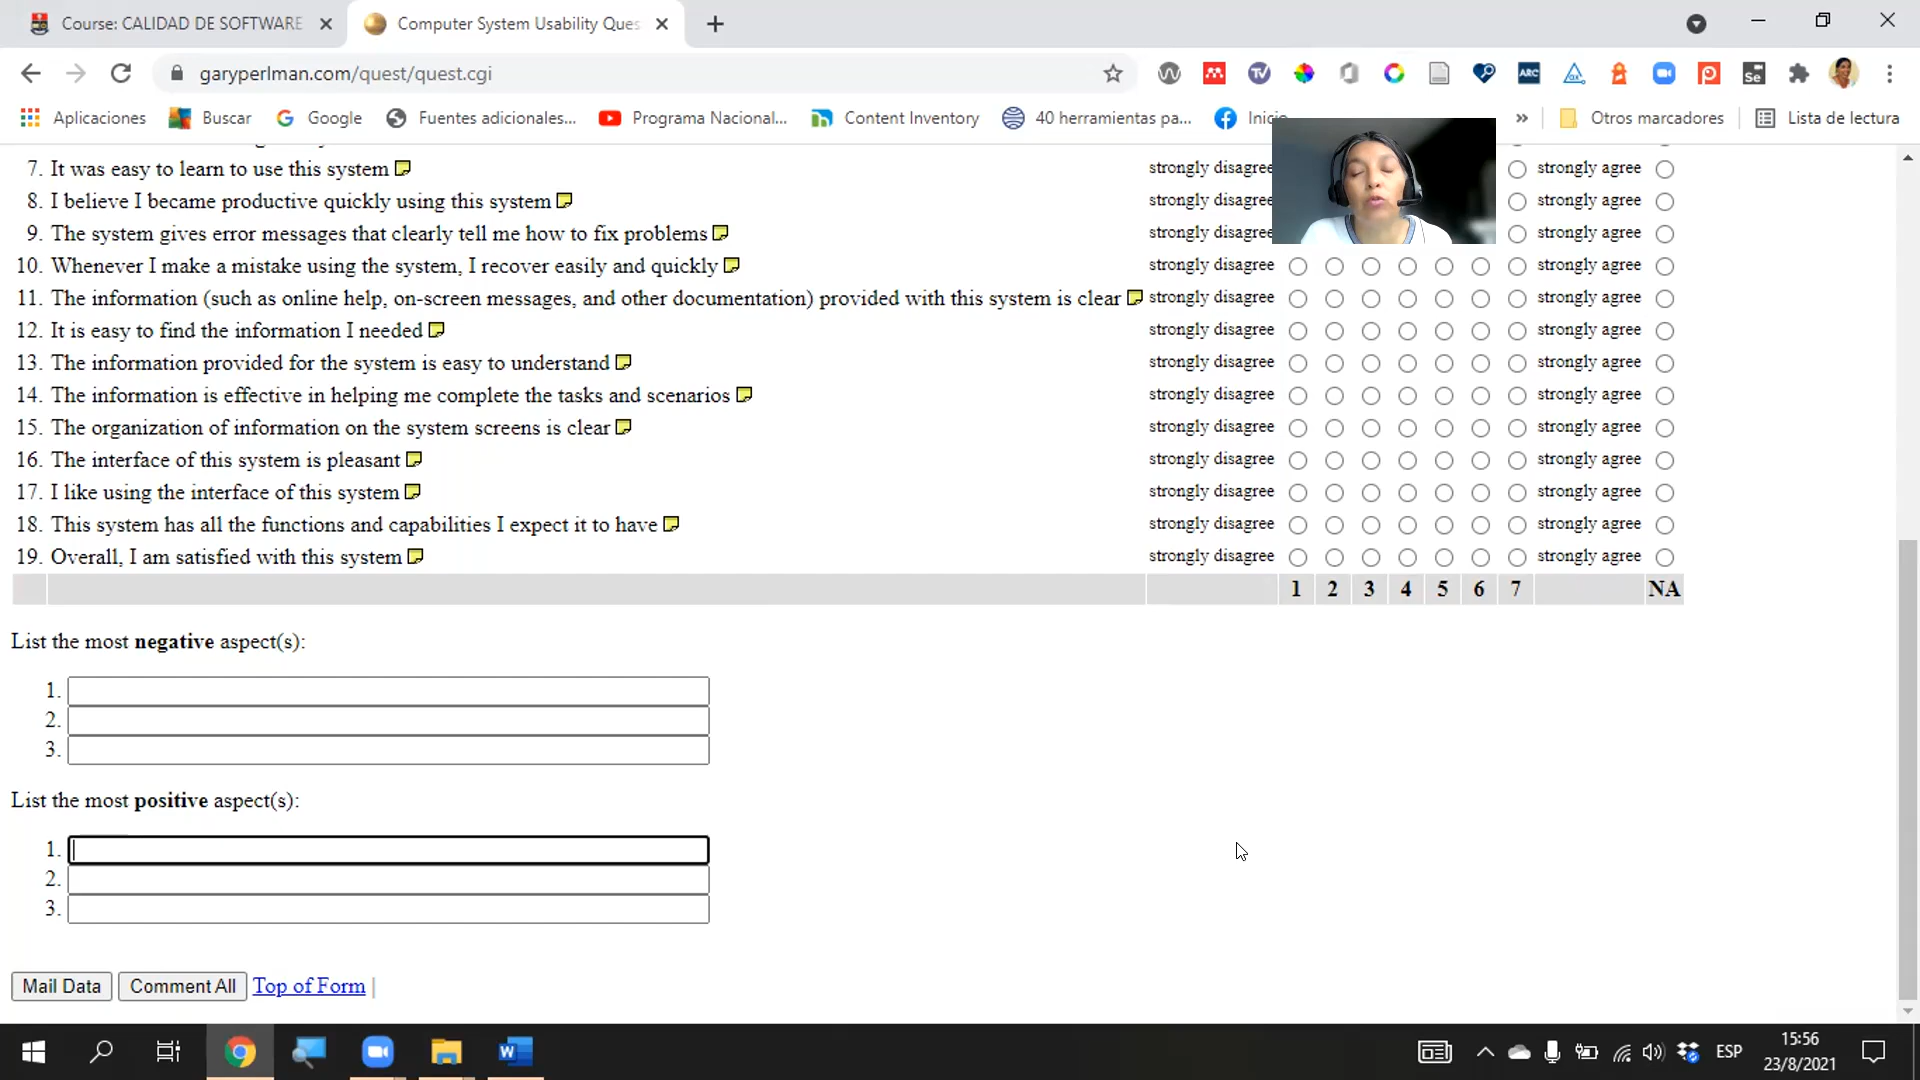 Course: CALIDAD DE SOFTWARE
Computer System Usability Ques
garyperlman.com/quest/quest.cgi
Aplicaciones Buscar Google Fuentes adicionales... Programa Nacional... Content Inventory 40 herramientas pa... Inicio » Otros marcadores Lista de lectura
7. It was easy to learn to use this system strongly disagree strongly agree
8. I believe I became productive quickly using this system strongly disagree strongly agree
9. The system gives error messages that clearly tell me how to fix problems strongly disagree strongly agree
10. Whenever I make a mistake using the system, I recover easily and quickly strongly disagree strongly agree
11. The information (such as online help, on-screen messages, and other documentation) provided with this system is clear strongly disagree strongly agree
12. It is easy to find the information I needed strongly disagree strongly agree
13. The information provided for the system is easy to understand strongly disagree strongly agree
14. The information is effective in helping me complete the tasks and scenarios strongly disagree strongly agree
15. The organization of information on the system screens is clear strongly disagree strongly agree
16. The interface of this system is pleasant strongly disagree strongly agree
17. I like using the interface of this system strongly disagree strongly agree
18. This system has all the functions and capabilities I expect it to have strongly disagree strongly agree
19. Overall, I am satisfied with this system strongly disagree strongly agree
1 2 3 4 5 6 7 NA
List the most negative aspect(s):
1.
2.
3.
List the most positive aspect(s):
1.
2.
3.
Mail Data Comment All Top of Form |
ESP
15:56
23/8/2021